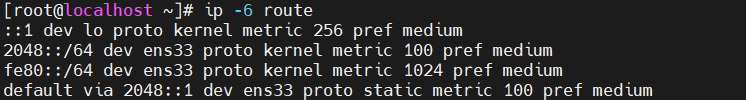 [root@localhost ~]# ip -6 route
::1 dev lo proto kernel metric 256 pref medium
2048::/64 dev ens33 proto kernel metric 100 pref medium
fe80::/64 dev ens33 proto kernel metric 1024 pref medium
default via 2048::1 dev ens33 proto static metric 100 pref medium